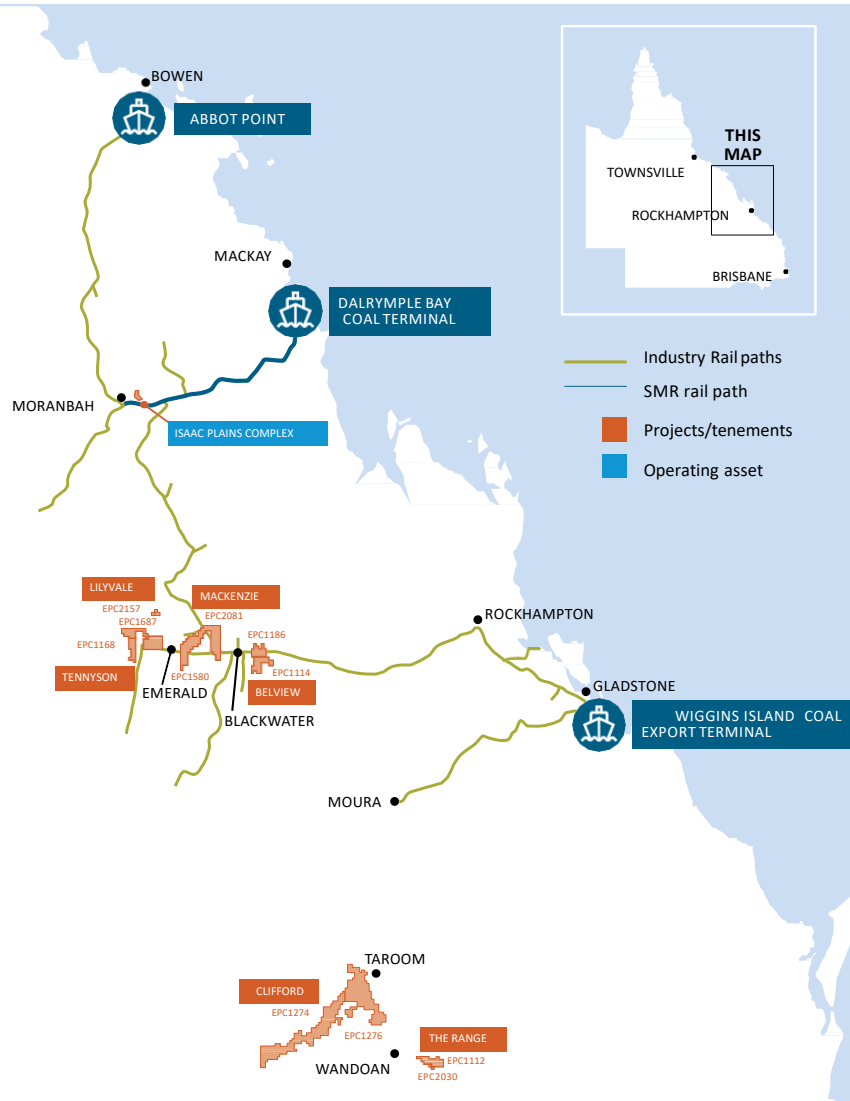 BOWEN
ABBOT POINT
THIS
MAP
TOWNSVILLE
ROCKHAMPTON
BRISBANE
MACKAY
DALRYMPLE BAY
COAL TERMINAL
Industry Rail paths
SMR rail path
Projects/tenements
Operating asset
MORANBAH
ISAAC PLAINS COMPLEX
LILYVALE
MACKENZIE
EPC2157
EPC2081
EPC1687
EPC1168
EPC1186
ROCKHAMPTON
TENNYSON
EPC1580
EPC1114
EMERALD
BELVIEW
BLACKWATER
GLADSTONE
WIGGINS ISLAND COAL
EXPORT TERMINAL
MOURA
TAROOM
CLIFFORD
EPC1274
EPC1276
THE RANGE
WANDOAN
EPC1112
EPC2030